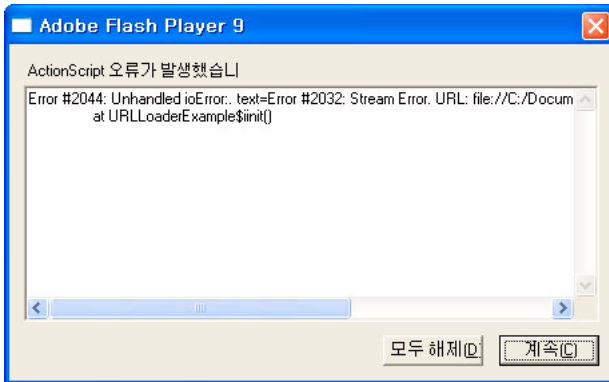 Adobe Flash Player 9
ActionScript 오류가 발생했습니
Error #2044: Unhandled ioError:. text=Error #2032: Stream Error. URL: file://C:/Docum
at URLLoaderExample$iinit()
모두 해제(D) 계속(C)